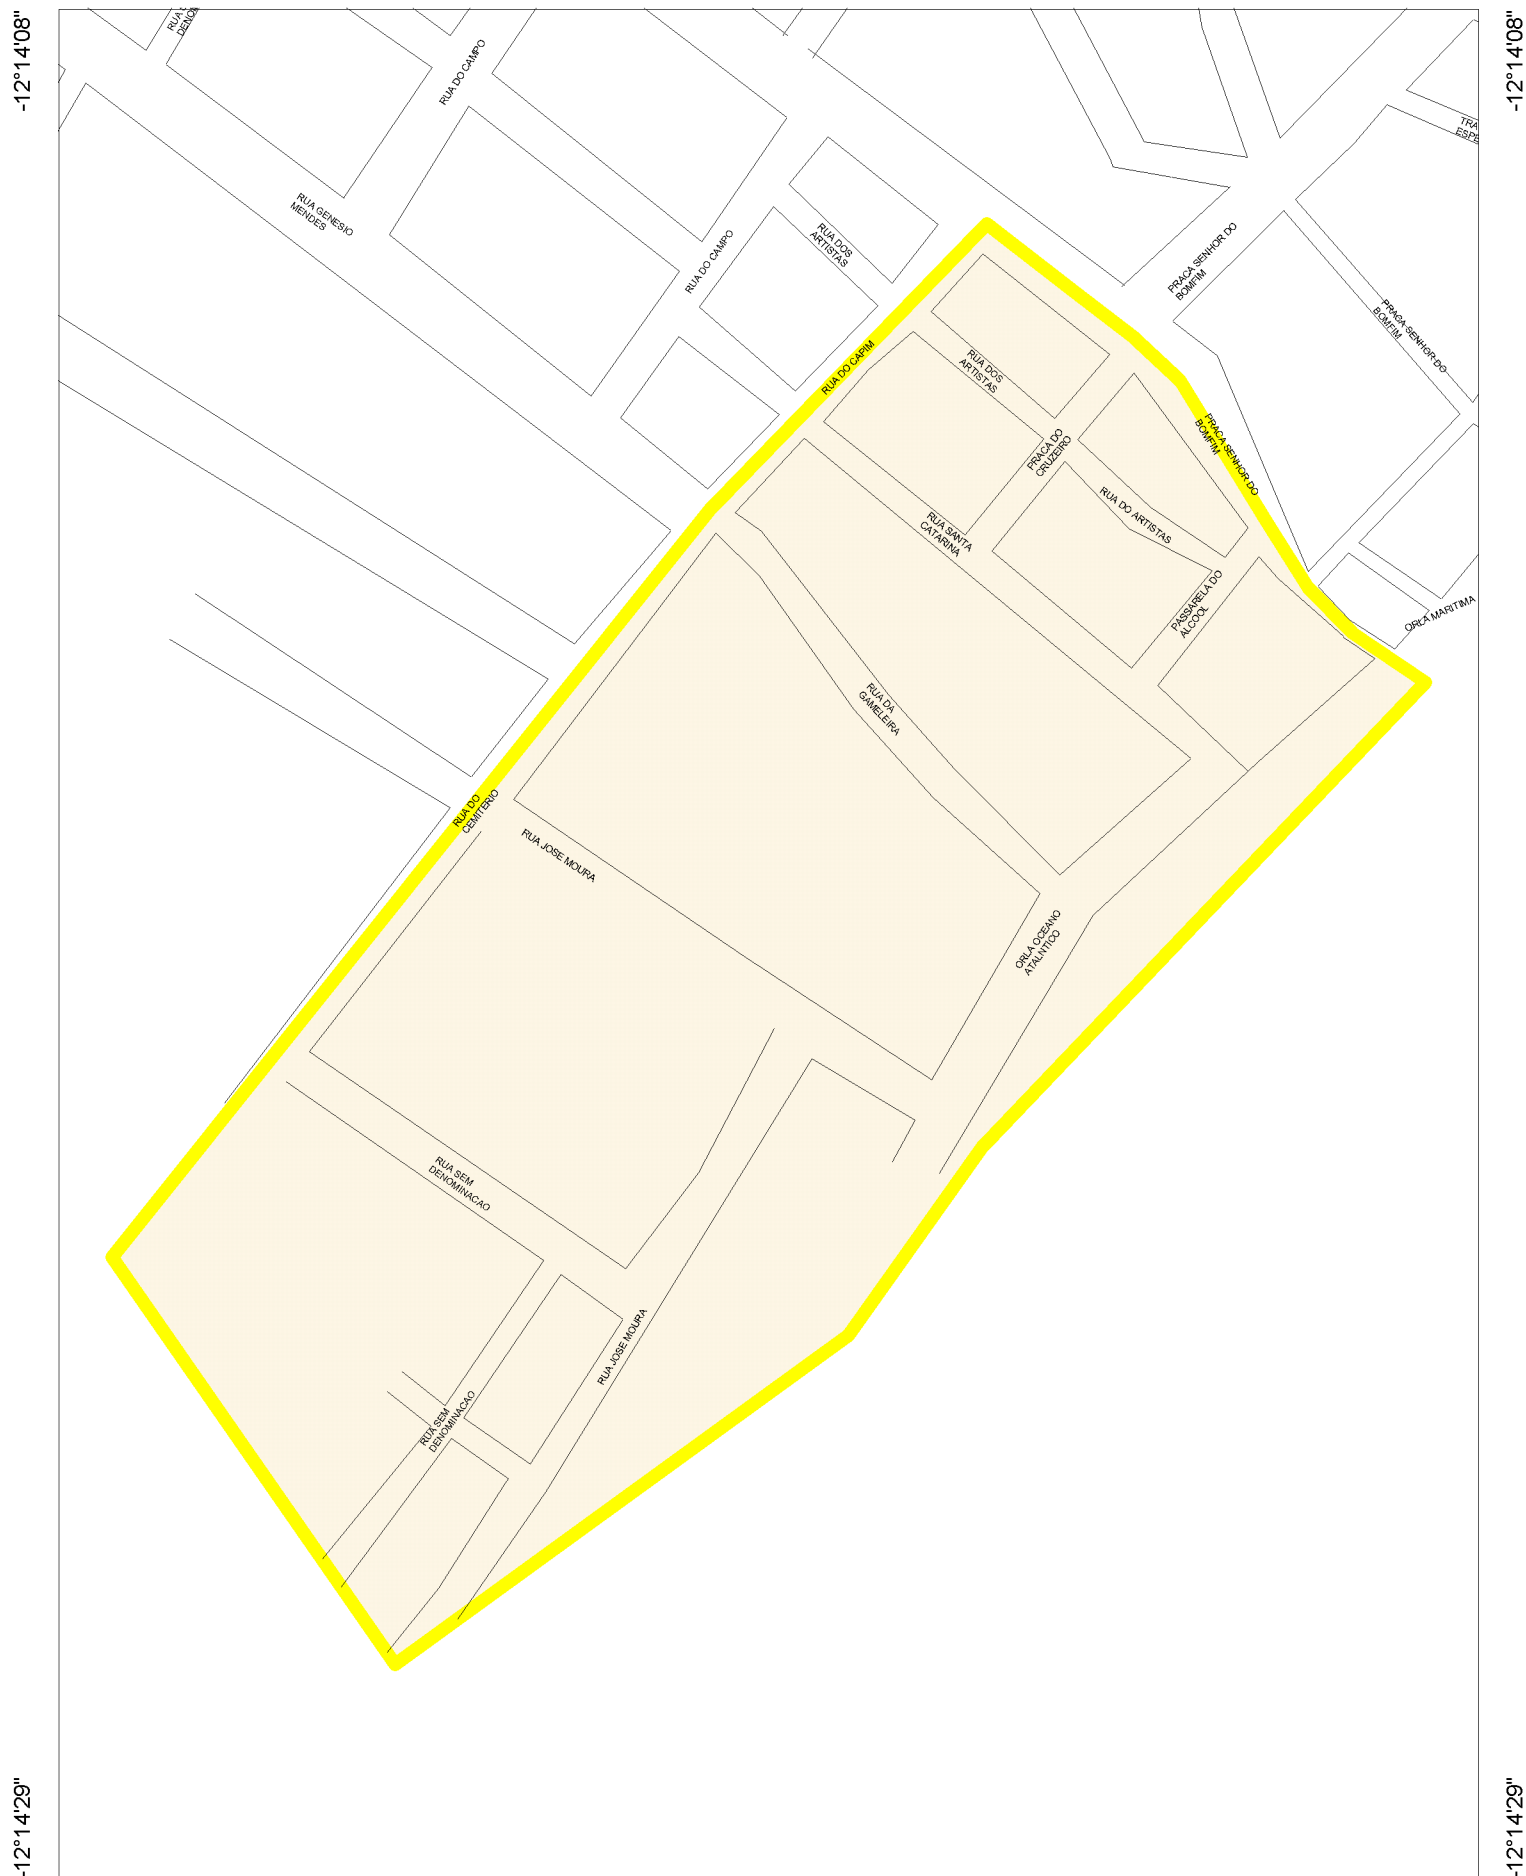 -12°14'08"
-12°14'08"
RUA
RUA DO CAMPO
TRA
ESPE
RUA GENESIO
MENDES
RUA DOS
ARTISTAS
RUA DO CAMPO
PRACA SENHOR DO
BOMFIM
PRACA SENHOR DO
BOMFIM
RUA DO CAPIM
RUA DOS
ARTISTAS
PRACA SENHOR DO
BOMFIM
PRACA DO
CRUZEIRO
RUA DO ARTISTAS
RUA SANTA
CATARINA
PASSARELA DO
ALCOOL
ORLA MARITIMA
RUA DA
GAMELEIRA
RUA DO
CEMITERIO
RUA JOSE MOURA
ORLA OCEANO
ATALNTICO
RUA SEM
DENOMINACAO
RUA JOSE MOURA
RUA SEM
DENOMINACAO
-12°14'29"
-12°14'29"